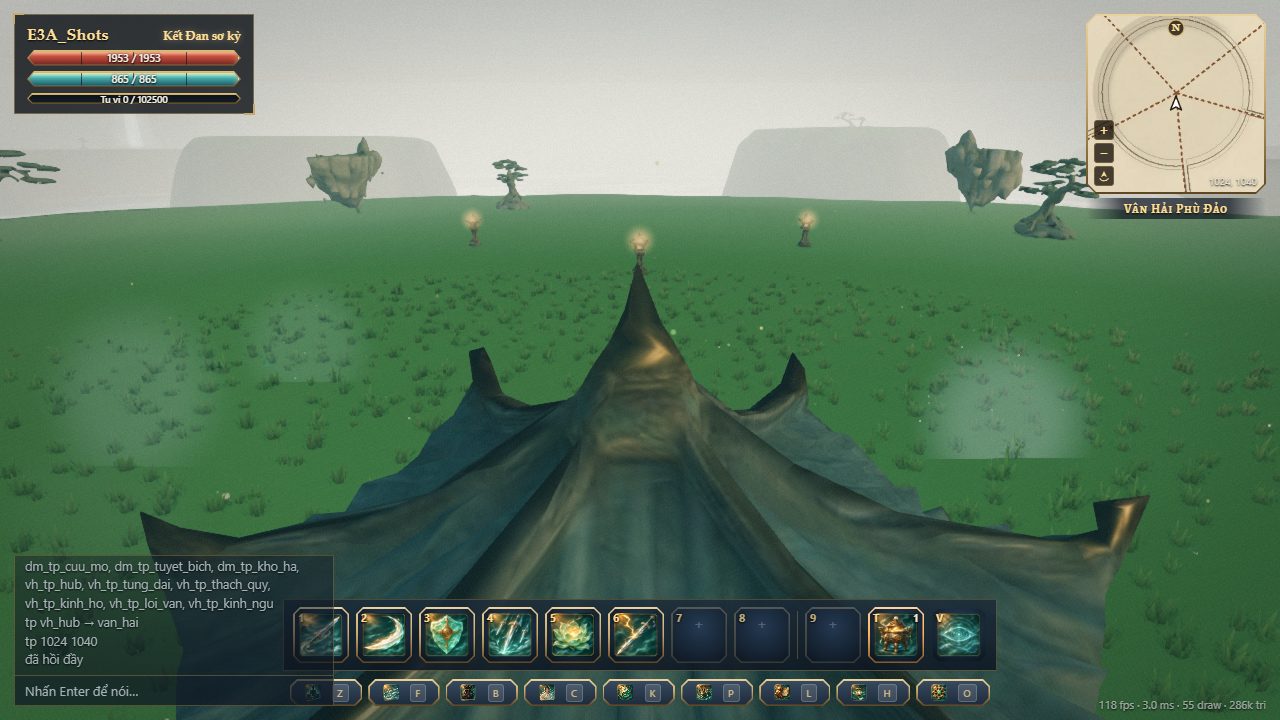 E3A_Shots
Kết Đan sơ kỳ
1953 / 1953
865 / 865
Tu vi 0 / 102500
N
+
−
1024, 1040
Vân Hải Phù Đảo
dm_tp_cuu_mo, dm_tp_tuyet_bich, dm_tp_kho_ha,
vh_tp_hub, vh_tp_tung_dai, vh_tp_thach_quy,
vh_tp_kinh_ho, vh_tp_loi_van, vh_tp_kinh_ngu
tp vh_hub → van_hai
tp 1024 1040
đã hồi đầy
Nhấn Enter để nói...
1 2 3 4 5 6 7 8 9 T 1 V
+ + +
Z F B C K P L H O
118 fps · 3.0 ms · 55 draw · 286k tri